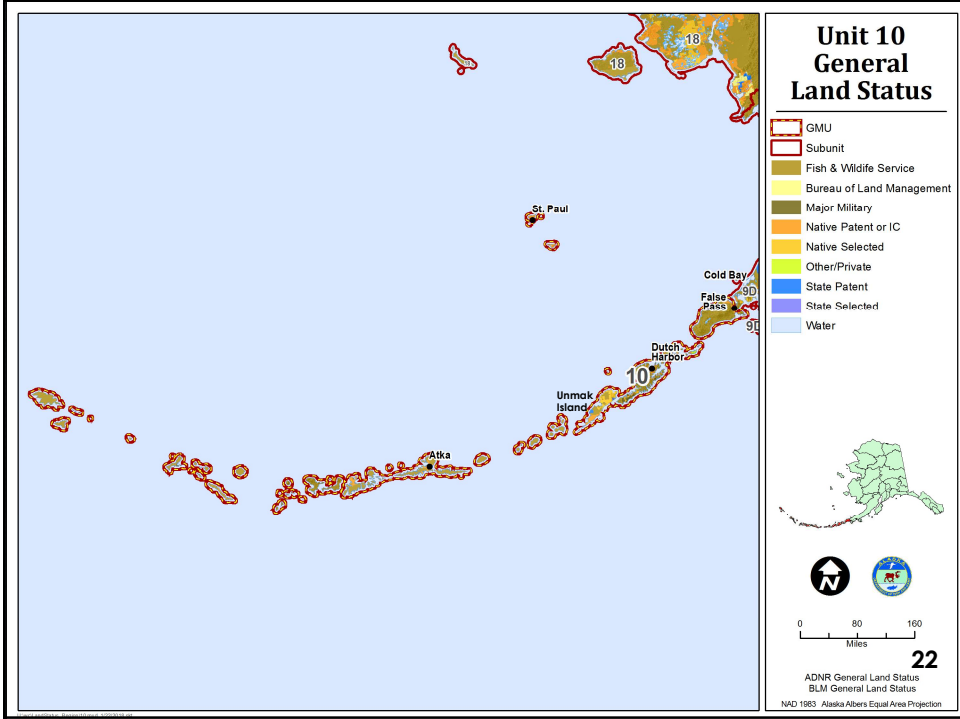 18
18
St. Paul
Cold Bay
9D
False
Pass
9D
Dutch
Harbor
10
Unmak
Island
Atka
Unit 10
General
Land Status
GMU
Subunit
Fish & Wildlife Service
Bureau of Land Management
Major Military
Native Patent or IC
Native Selected
Other/Private
State Patent
State Selected
Water
N
0 80 160
Miles
22
ADNR General Land Status
BLM General Land Status
NAD 1983 Alaska Albers Equal Area Projection